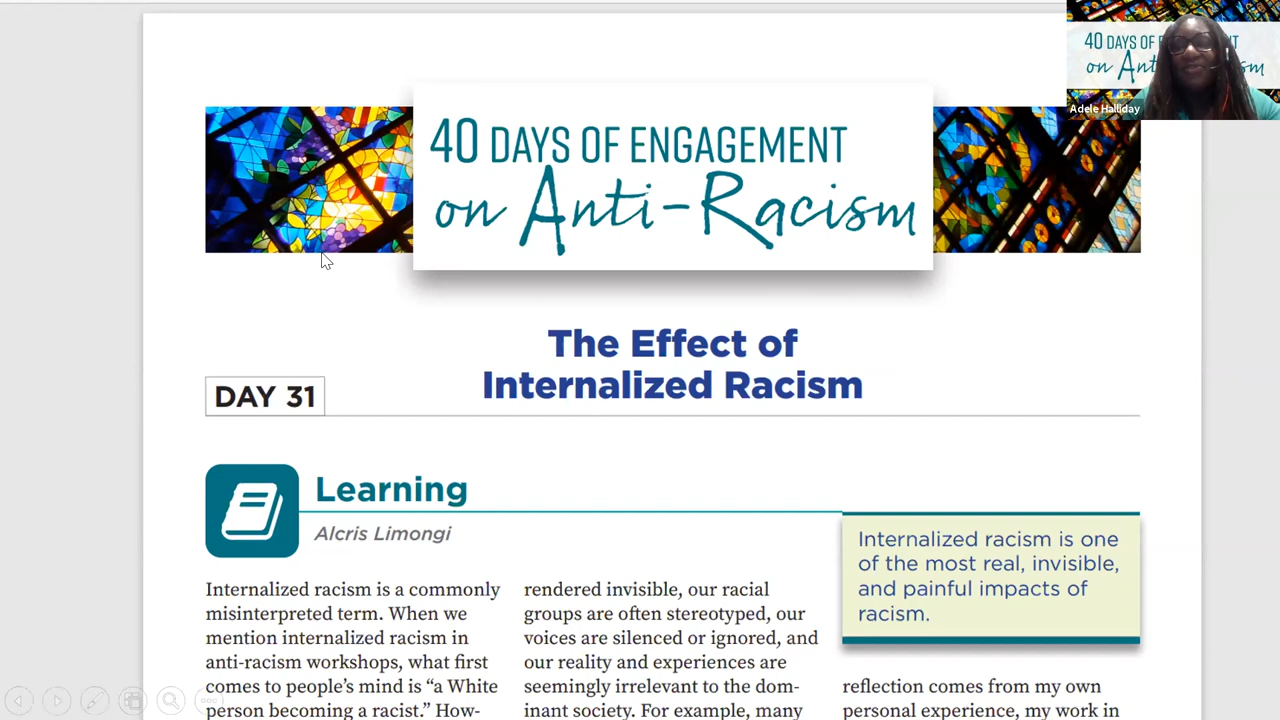 40 DAYS OF ENGAGEMENT
on Anti-Racism
The Effect of
Internalized Racism
DAY 31
Learning
Alcris Limongi
Internalized racism is a commonly
misinterpreted term. When we
mention internalized racism in
anti-racism workshops, what first
comes to people’s mind is “a White
person becoming a racist.” How-
rendered invisible, our racial
groups are often stereotyped, our
voices are silenced or ignored, and
our reality and experiences are
seemingly irrelevant to the dom-
inant society. For example, many
Internalized racism is one
of the most real, invisible,
and painful impacts of
racism.
reflection comes from my own
personal experience, my work in
40 DAYS OF
on
Adele Halliday